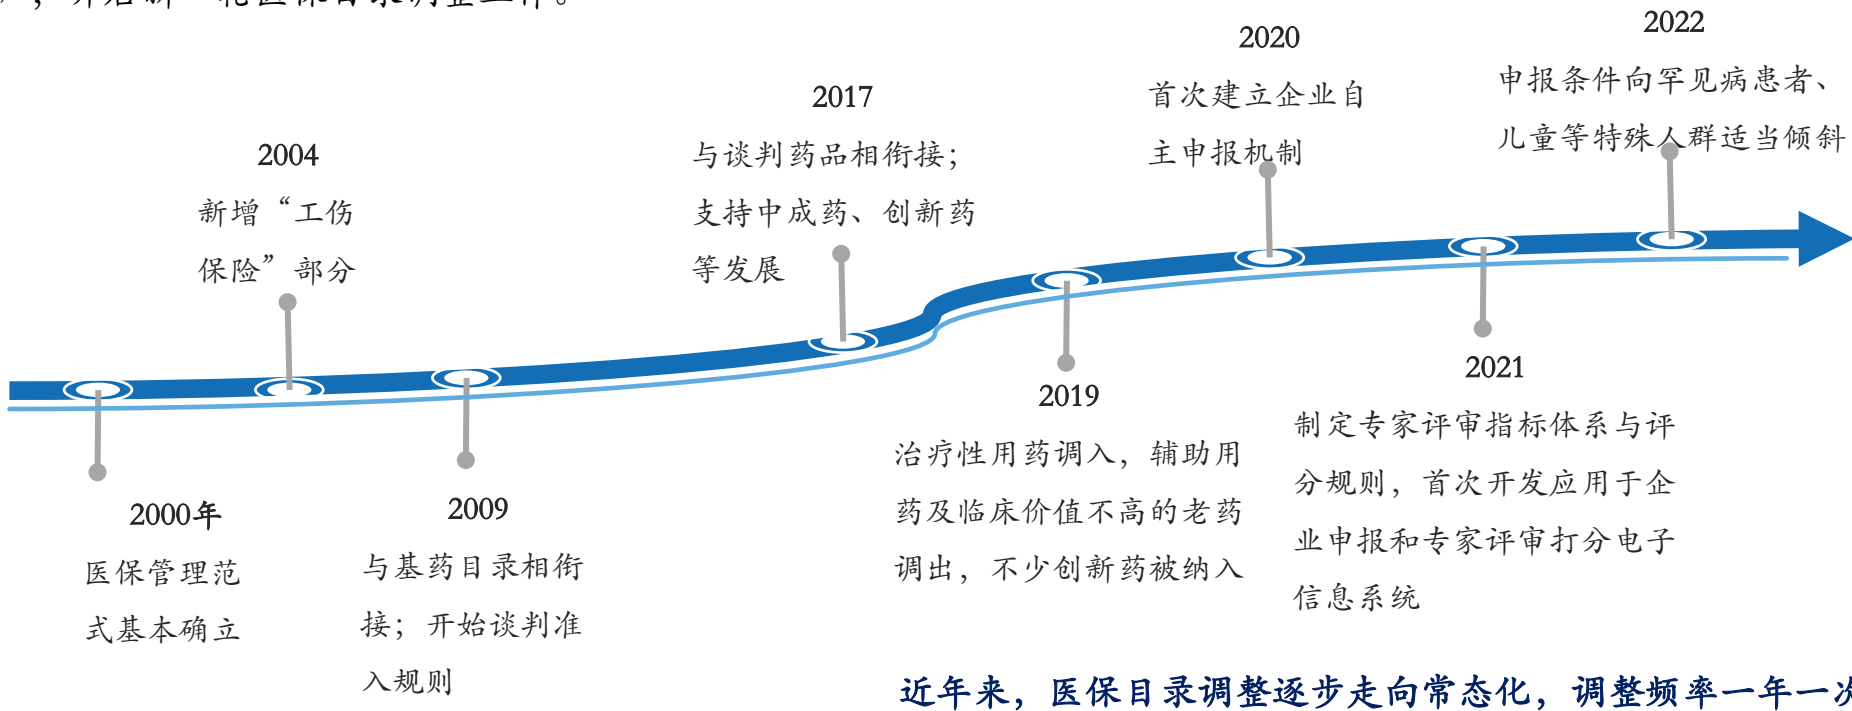 2020
首次建立企业自
主申报机制
2022
申报条件向罕见病患者、
儿童等特殊人群适当倾斜
2017
与谈判药品相衔接；
支持中成药、创新药
等发展
2004
新增“工伤
保险”部分
2000年
医保管理范
式基本确立
2009
与基药目录相衔
接；开始谈判准
入规则
2019
治疗性用药调入，辅助用
药及临床价值不高的老药
调出，不少创新药被纳入
2021
制定专家评审指标体系与评
分规则，首次开发应用于企
业申报和专家评审打分电子
信息系统
近年来，医保目录调整逐步走向常态化，调整频率一年一次